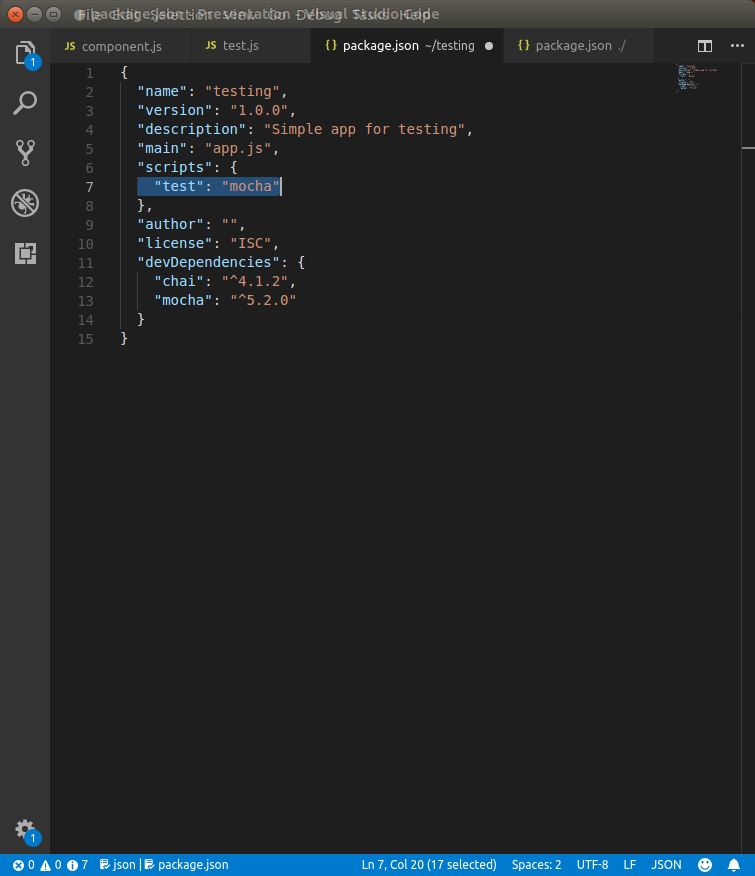 File Edit Selection View Go Debug Tasks Help
package.json - Presentation - Visual Studio Code
JS component.js
JS test.js
{ } package.json ~/testing
{ } package.json ./
1 {
2 "name": "testing",
3 "version": "1.0.0",
4 "description": "Simple app for testing",
5 "main": "app.js",
6 "scripts": {
7 "test": "mocha"
8 },
9 "author": "",
10 "license": "ISC",
11 "devDependencies": {
12 "chai": "^4.1.2",
13 "mocha": "^5.2.0"
14 }
15 }
1
1
0 0 7 json | package.json Ln 7, Col 20 (17 selected) Spaces: 2 UTF-8 LF JSON